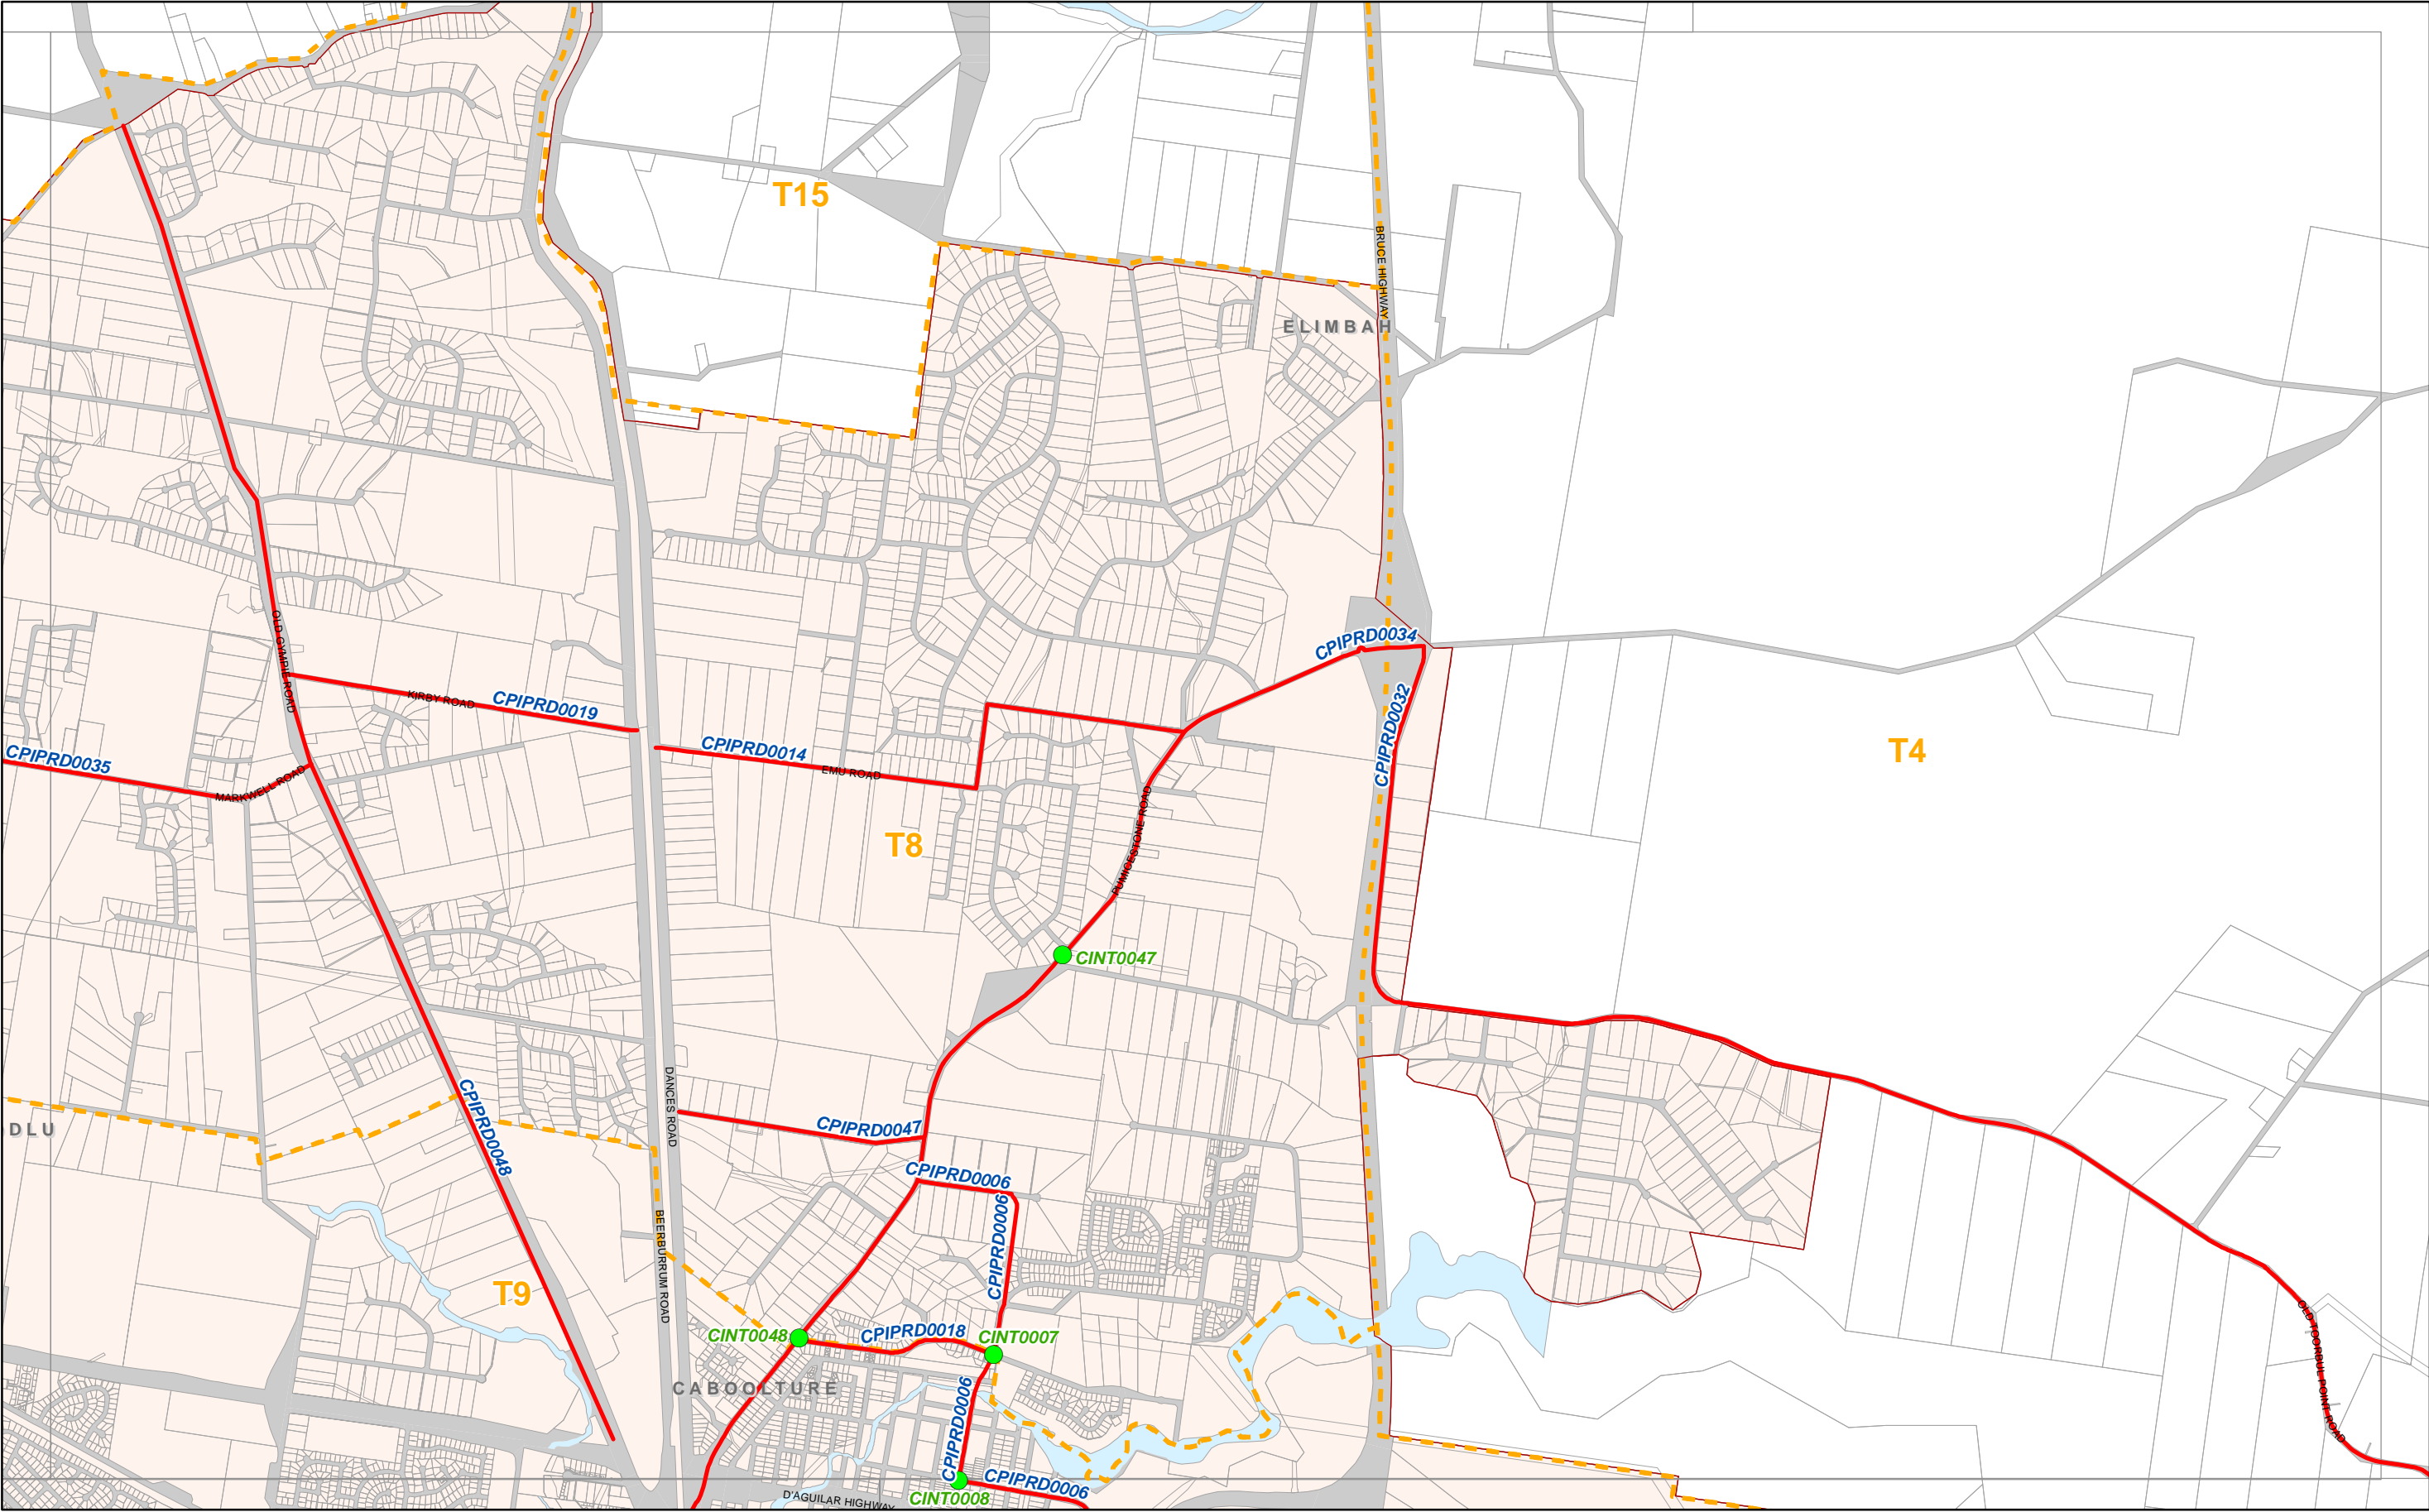 T15
BRUCE HIGHWAY
ELIMBAH
OLD GYMPIE ROAD
CPIPRD0034
KIRBY ROAD
CPIPRD0019
CPIPRD0032
CPIPRD0014
EMU ROAD
T4
CPIPRD0035
MARKWELL ROAD
T8
PUMICESTONE ROAD
CINT0047
DANCES ROAD
CPIPRD0048
CPIPRD0047
DLU
CPIPRD0006
CPIPRD0006
BEERBURRUM ROAD
T9
CINT0048
CPIPRD0018
CINT0007
OLD TOORBUL POINT ROAD
CABOOLTURE
CPIPRD0006
CPIPRD0006
CINT0008
D'AGUILAR HIGHWAY